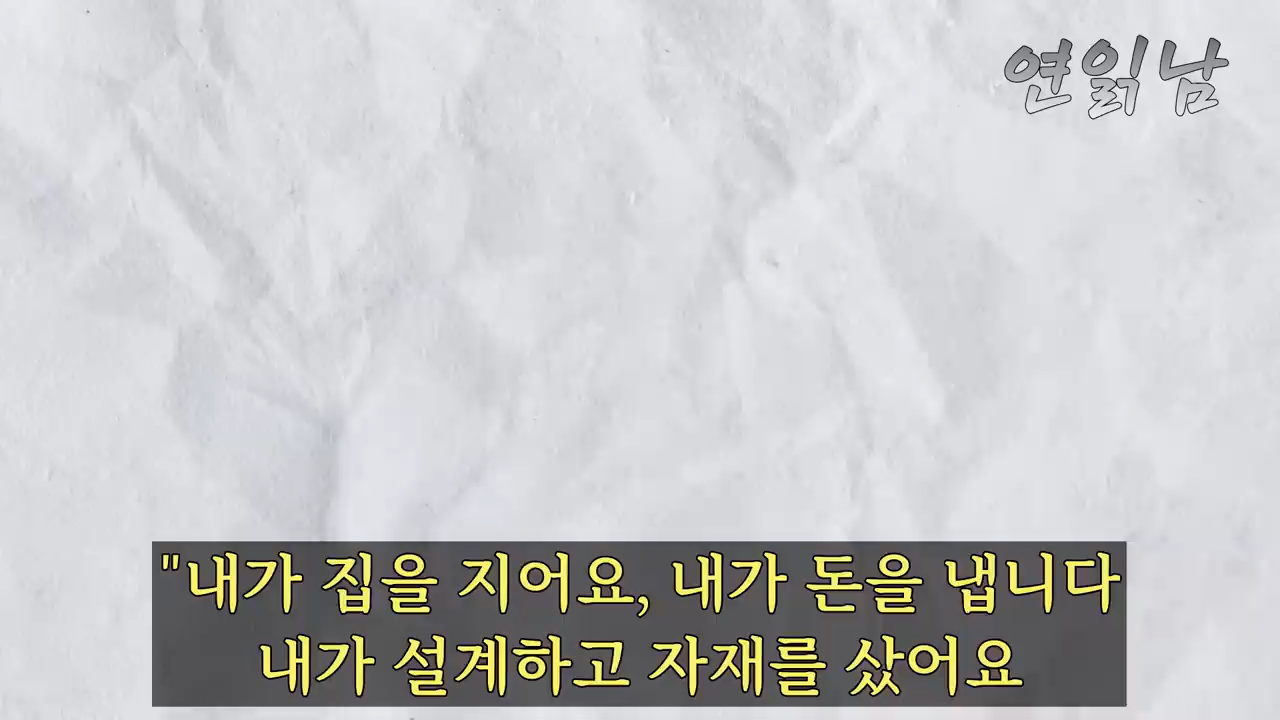 연읽남
"내가 집을 지어요, 내가 돈을 냅니다
내가 설계하고 자재를 샀어요